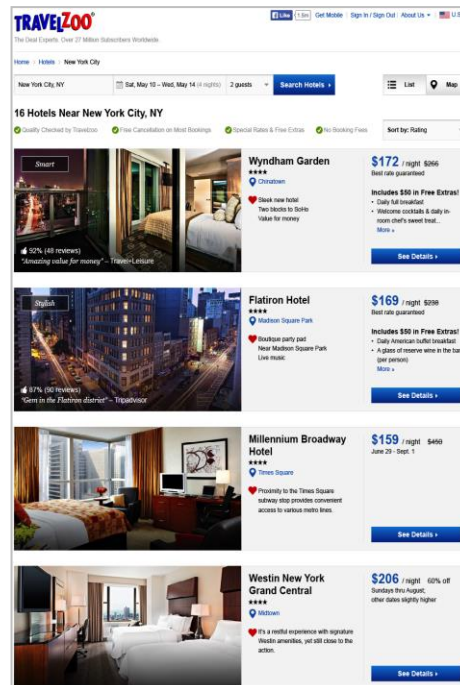 TRAVELZOO
The Deal Experts. Over 27 Million Subscribers Worldwide.
Like Get Mobile Sign In / Sign Out About Us U.S
Home Hotels New York City
New York City, NY Sat, May 10 – Wed, May 14 (4 nights) 2 guests Search Hotels › List Map
16 Hotels Near New York City, NY
Quality Checked by Travelzoo Free Cancellation on Most Bookings Special Rates & Free Extras No Booking Fees Sort by: Rating
Smart
92% (48 reviews)
"Amazing value for money" – Travel+Leisure
Wyndham Garden
★★★★
Chinatown
Sleek new hotel
Two blocks to SoHo
Value for money
$172 / night $266
Best rate guaranteed
Includes $50 in Free Extras!
• Daily full breakfast
• Welcome cocktails & daily in-
room chef's sweet treat...
More »
See Details ›
Stylish
87% (90 reviews)
"Gem in the Flatiron district" – Tripadvisor
Flatiron Hotel
★★★★
Madison Square Park
Boutique party pad
Near Madison Square Park
Live music
$169 / night $298
Best rate guaranteed
Includes $50 in Free Extras!
• Daily American buffet breakfast
• A glass of reserve wine in the bar
(per person)
More »
See Details ›
Millennium Broadway
Hotel
★★★★
Times Square
Proximity to the Times Square
subway stop provides convenient
access to various metro lines.
$159 / night $450
June 29 - Sept. 1
See Details ›
Westin New York
Grand Central
★★★★
Midtown
It's a restful experience with signature
Westin amenities, yet still close to the
action.
$206 / night 60% off
Sundays thru August;
other dates slightly higher
See Details ›